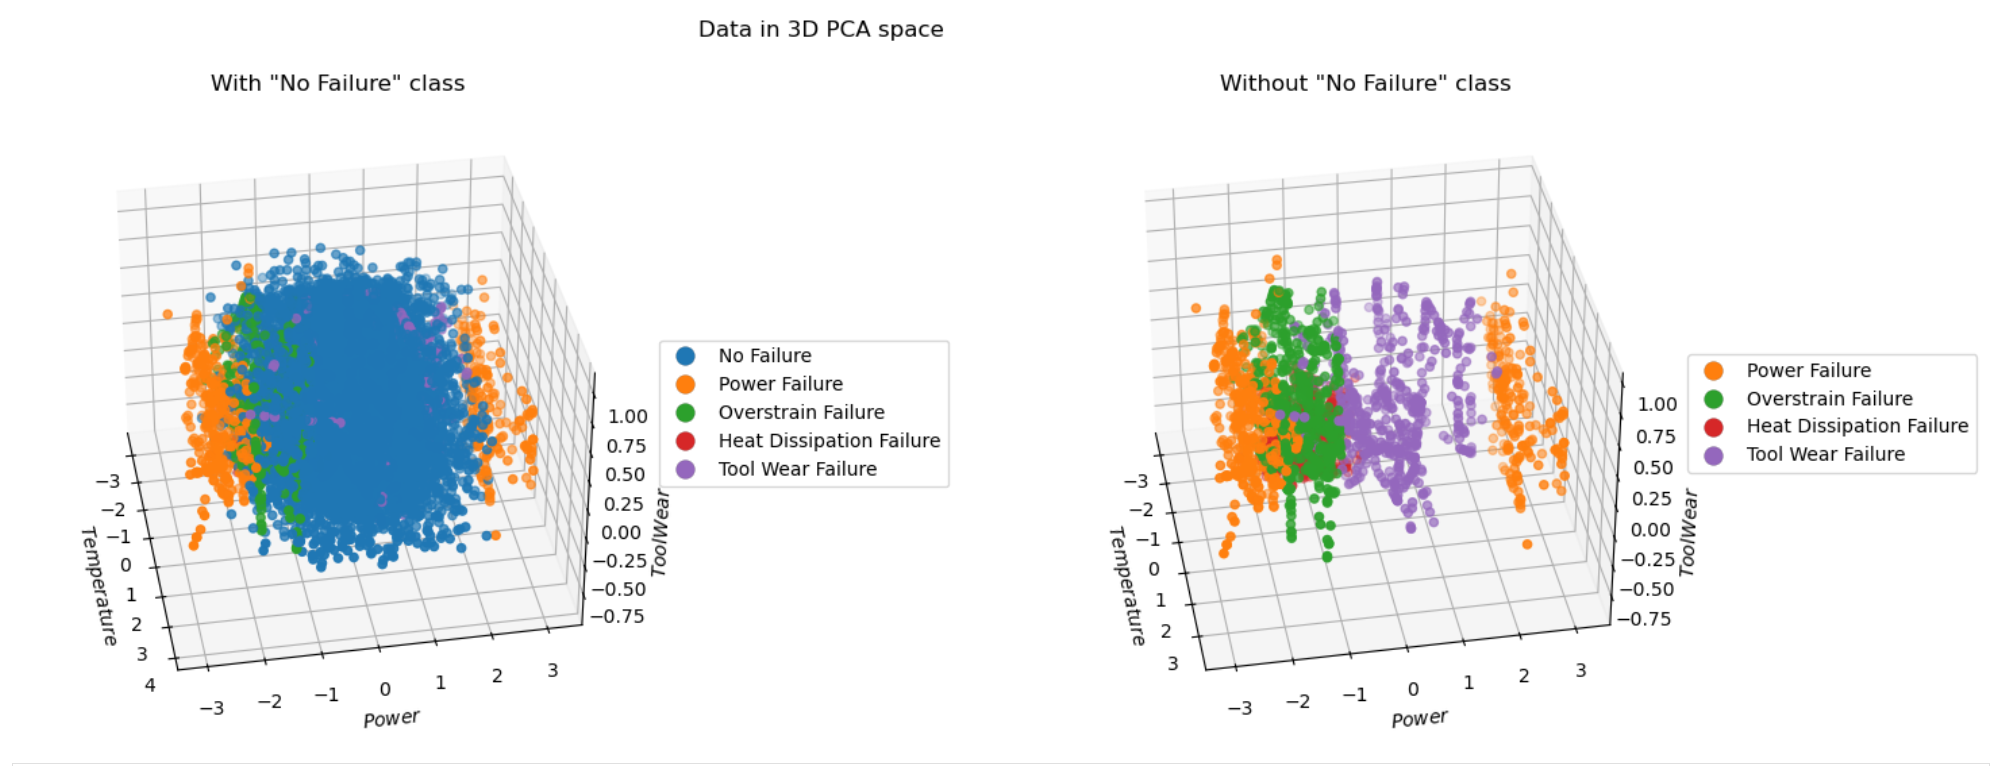 Data in 3D PCA space
With "No Failure" class
No Failure
Power Failure
Overstrain Failure
Heat Dissipation Failure
Tool Wear Failure
−3
−2
−1
0
1
2
3
4
Temperature
−3
−2
−1
0
1
2
3
Power
1.00
0.75
0.50
0.25
0.00
−0.25
−0.50
−0.75
ToolWear
Without "No Failure" class
Power Failure
Overstrain Failure
Heat Dissipation Failure
Tool Wear Failure
−3
−2
−1
0
1
2
3
Temperature
−3
−2
−1
0
1
2
3
Power
1.00
0.75
0.50
0.25
0.00
−0.25
−0.50
−0.75
ToolWear